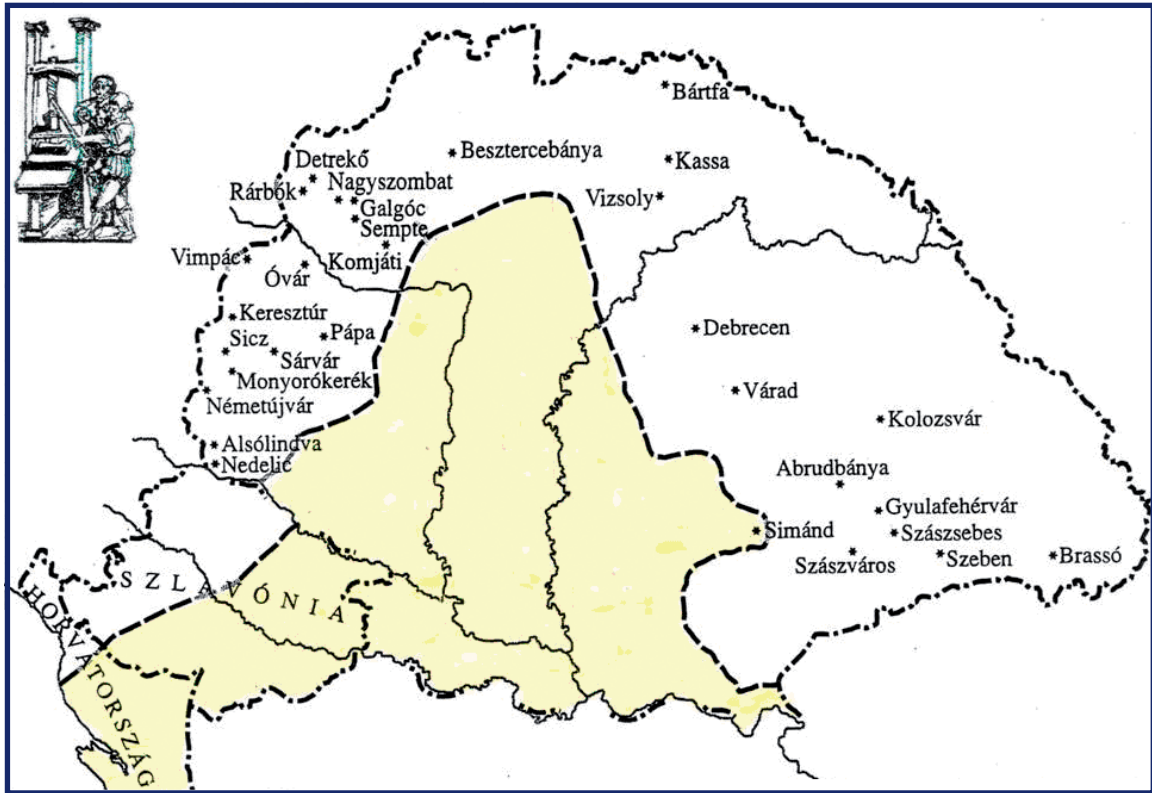 Bártfa
Besztercebánya
Kassa
Detrekő
Nagyszombat
Rárbók
Vizsoly
Galgóc
Sempte
Vimpác
Komjáti
Óvár
Keresztúr
Sicz
Pápa
Debrecen
Sárvár
Monyorókerék
Várad
Németújvár
Kolozsvár
Alsólindva
Nedelic
Abrudbánya
Gyulafehérvár
Simánd
Szászsebes
Szászváros
Szeben
Brassó
SZLAVÓNIA
HORVÁTORSZÁG